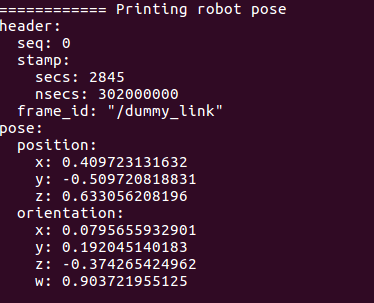 ============ Printing robot pose
header:
  seq: 0
  stamp:
    secs: 2845
    nsecs: 302000000
  frame_id: "/dummy_link"
pose:
  position:
    x: 0.409723131632
    y: -0.509720818831
    z: 0.633056208196
  orientation:
    x: 0.0795655932901
    y: 0.192045140183
    z: -0.374265424962
    w: 0.903721955125